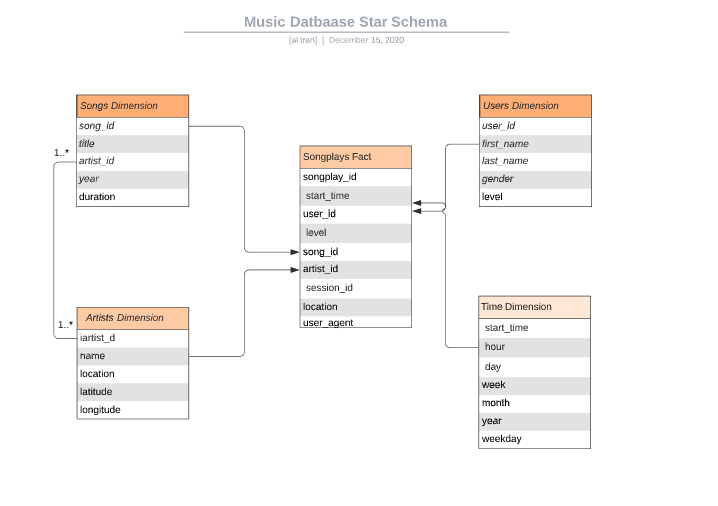 Music Datbaase Star Schema
[al tran] | December 15, 2020
Songs Dimension
song_id
title
artist_id
year
duration
1..*
1..*
Artists Dimension
iartist_d
name
location
latitude
longitude
Songplays Fact
songplay_id
start_time
user_id
level
song_id
artist_id
session_id
location
user_agent
Users Dimension
user_id
first_name
last_name
gender
level
Time Dimension
start_time
hour
day
week
month
year
weekday